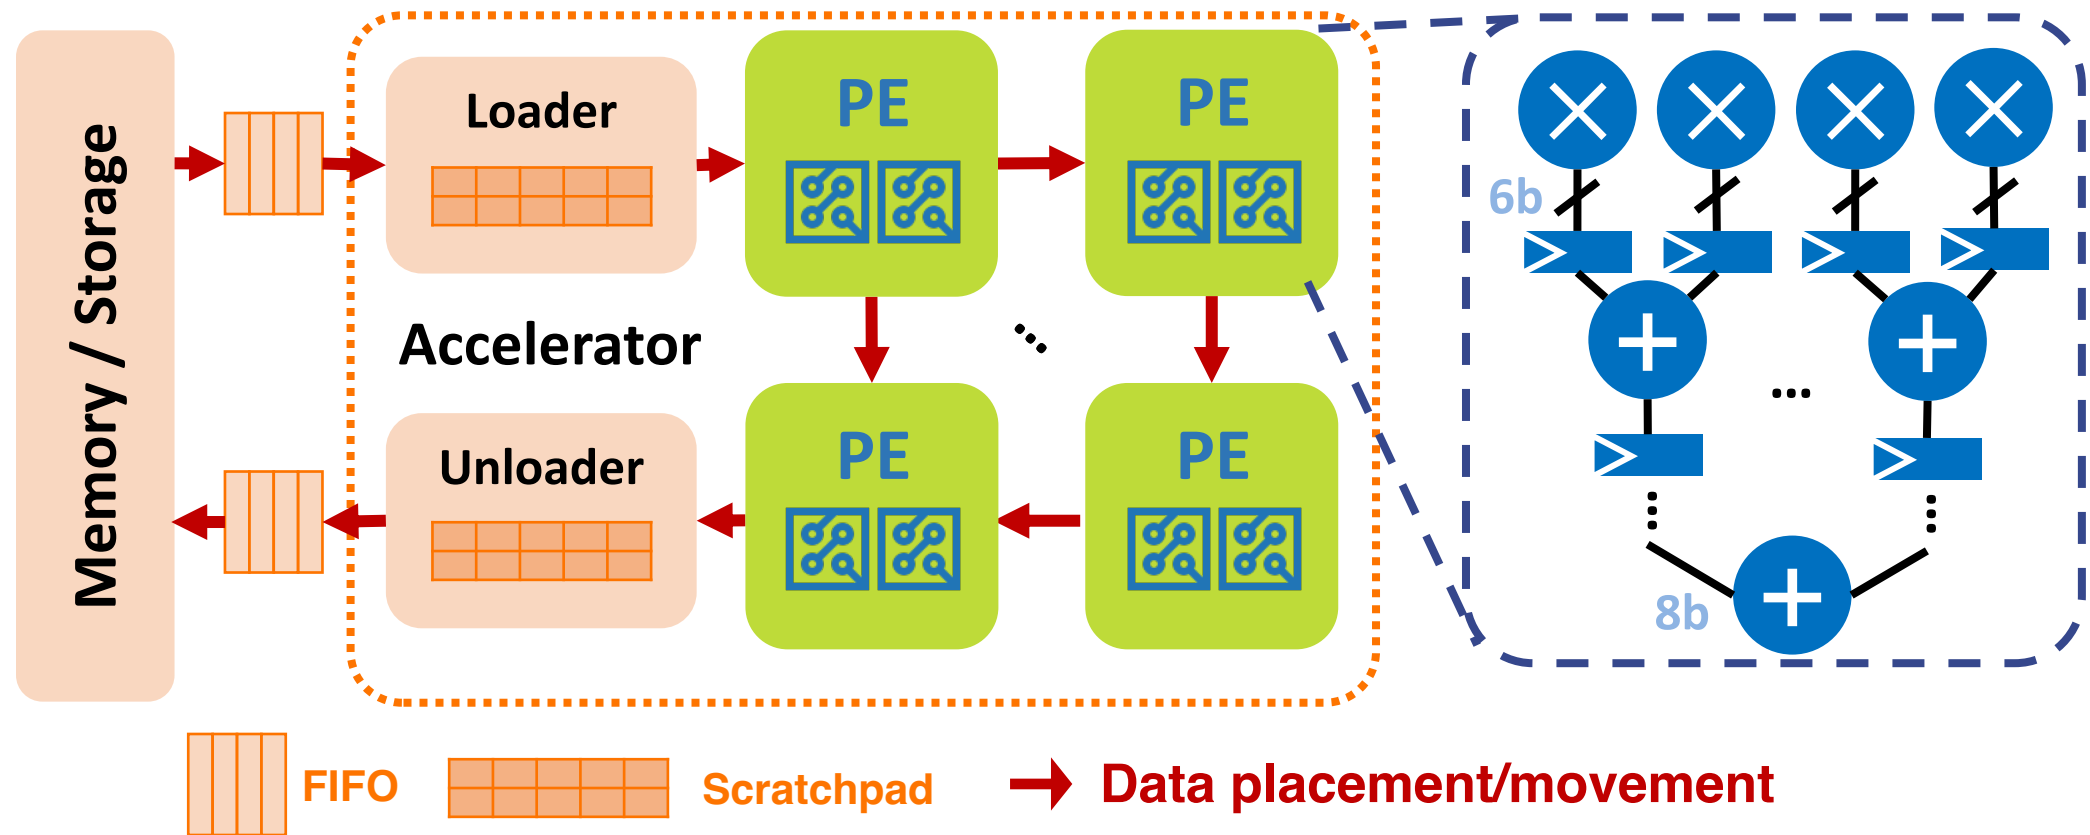 Memory / Storage
Loader
PE
PE
6b
Accelerator
...
...
Unloader
PE
PE
8b
FIFO
Scratchpad
Data placement/movement